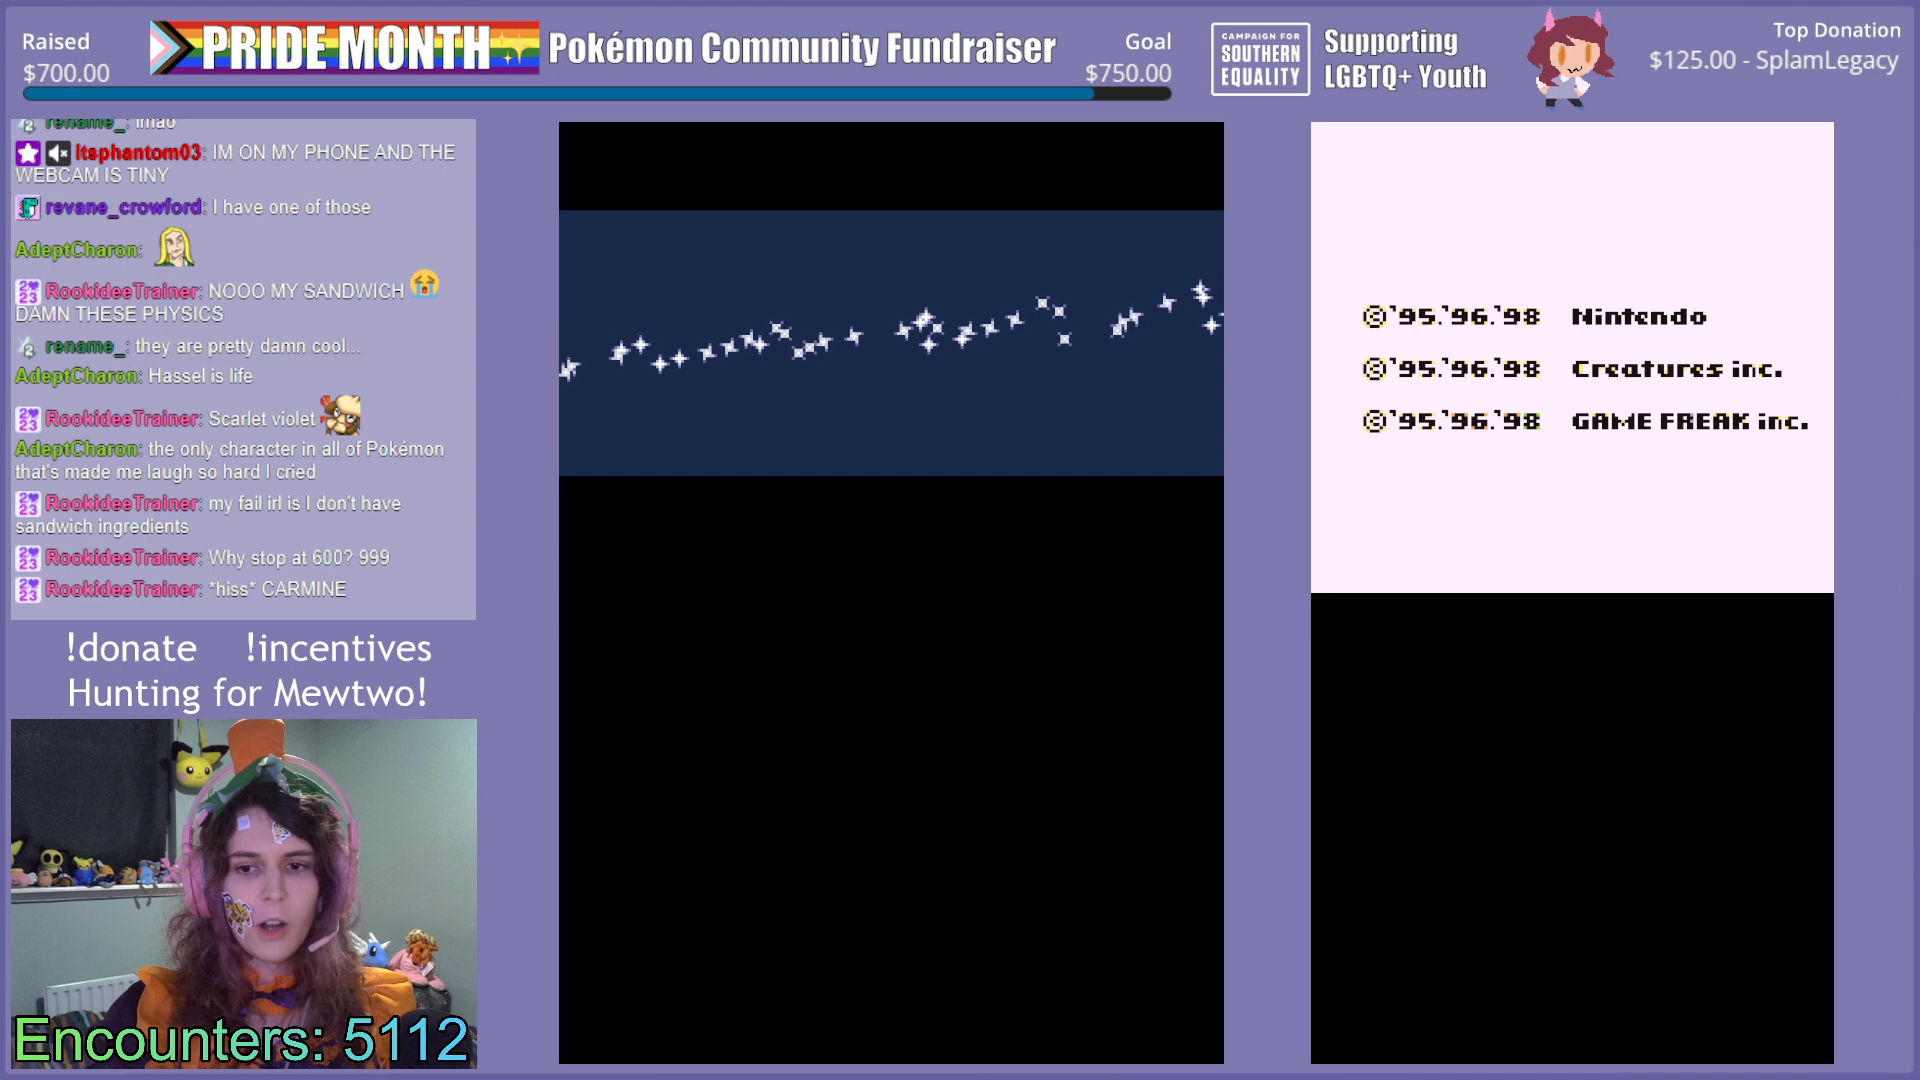 Raised
$700.00
PRIDE MONTH
Pokémon Community Fundraiser
Goal
$750.00
CAMPAIGN FOR
SOUTHERN
EQUALITY
Supporting
LGBTQ+ Youth
Top Donation
$125.00 - SplamLegacy
rename_: lmao
itsphantom03: IM ON MY PHONE AND THE
WEBCAM IS TINY
revane_crowford: I have one of those
AdeptCharon:
RookideeTrainer: NOOO MY SANDWICH
DAMN THESE PHYSICS
rename_: they are pretty damn cool...
AdeptCharon: Hassel is life
RookideeTrainer: Scarlet violet
AdeptCharon: the only character in all of Pokémon
that's made me laugh so hard I cried
RookideeTrainer: my fail irl is I don't have
sandwich ingredients
RookideeTrainer: Why stop at 600? 999
RookideeTrainer: *hiss* CARMINE
!donate !incentives
Hunting for Mewtwo!
Encounters: 5112
©'95.'96.'98 Nintendo
©'95.'96.'98 Creatures inc.
©'95.'96.'98 GAME FREAK inc.